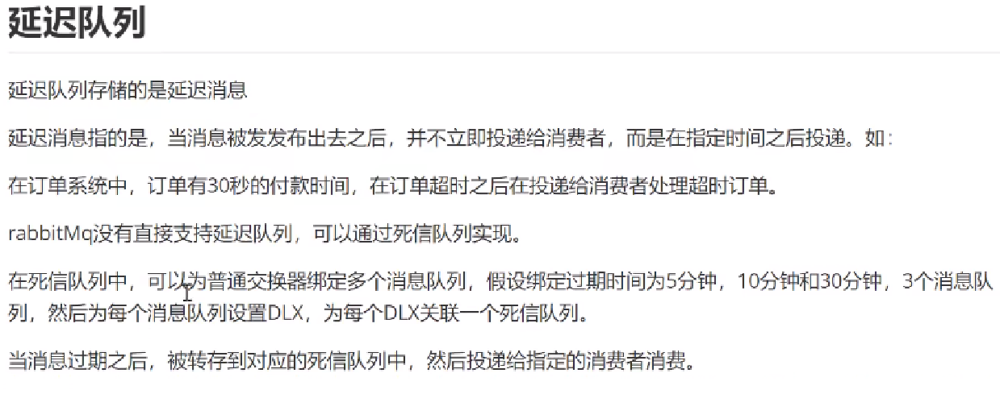 延迟队列
延迟队列存储的是延迟消息
延迟消息指的是，当消息被发发布出去之后，并不立即投递给消费者，而是在指定时间之后投递。如：
在订单系统中，订单有30秒的付款时间，在订单超时之后在投递给消费者处理超时订单。
rabbitMq没有直接支持延迟队列，可以通过死信队列实现。
在死信队列中，可以为普通交换器绑定多个消息队列，假设绑定过期时间为5分钟，10分钟和30分钟，3个消息队
列，然后为每个消息队列设置DLX，为每个DLX关联一个死信队列。
当消息过期之后，被转存到对应的死信队列中，然后投递给指定的消费者消费。